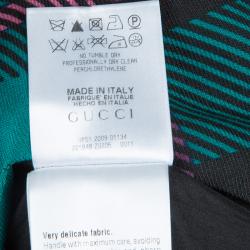 NO TUMBLE DRY
PROFESSIONALLY DRY CLEAN
PERCHLORETHYLENE
MADE IN ITALY
FABRIQUÉ EN ITALIE
HECHO EN ITALIA
GUCCI
Very delicate fabric.
Handle with maximum care, avoiding